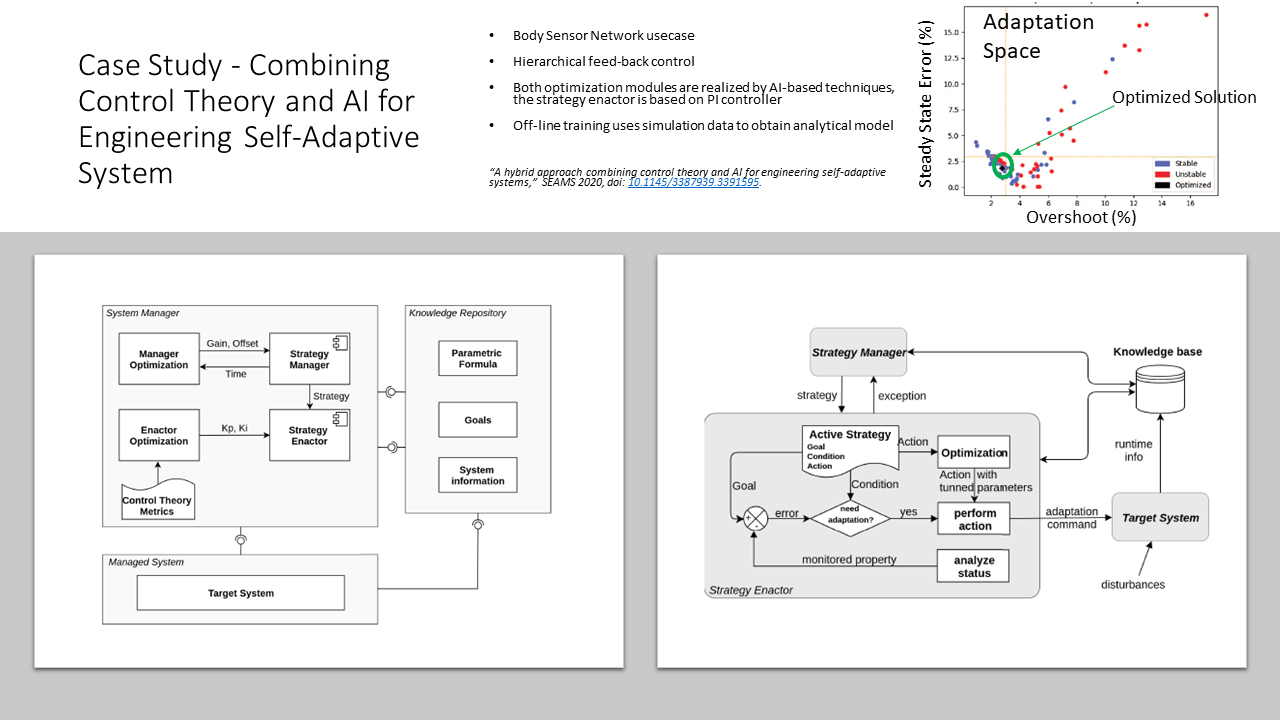 Case Study - Combining
Control Theory and AI for
Engineering Self-Adaptive
System
• Body Sensor Network usecase
• Hierarchical feed-back control
• Both optimization modules are realized by AI-based techniques,
the strategy enactor is based on PI controller
• Off-line training uses simulation data to obtain analytical model
“A hybrid approach combining control theory and AI for engineering self-adaptive
systems,” SEAMS 2020, doi: 10.1145/3387939.3391595.
Adaptation
Space
Optimized Solution
Steady State Error (%)
15.0
12.5
10.0
7.5
5.0
2.5
0.0
Stable
Unstable
Optimized
2 4 6 8 10 12 14 16
Overshoot (%)
System Manager
Manager
Optimization
Gain, Offset
Time
Strategy
Manager
Strategy
Enactor
Optimization
Kp, Ki
Strategy
Enactor
Control Theory
Metrics
Knowledge Repository
Parametric
Formula
Goals
System
information
Managed System
Target System
Strategy Manager
Knowledge base
strategy
exception
Active Strategy
Goal
Condition
Action
Action
Optimization
Goal
Condition
Action with
tunned parameters
runtime
info
error
need
adaptation?
yes
perform
action
adaptation
command
Target System
monitored property
analyze
status
disturbances
Strategy Enactor
+
-